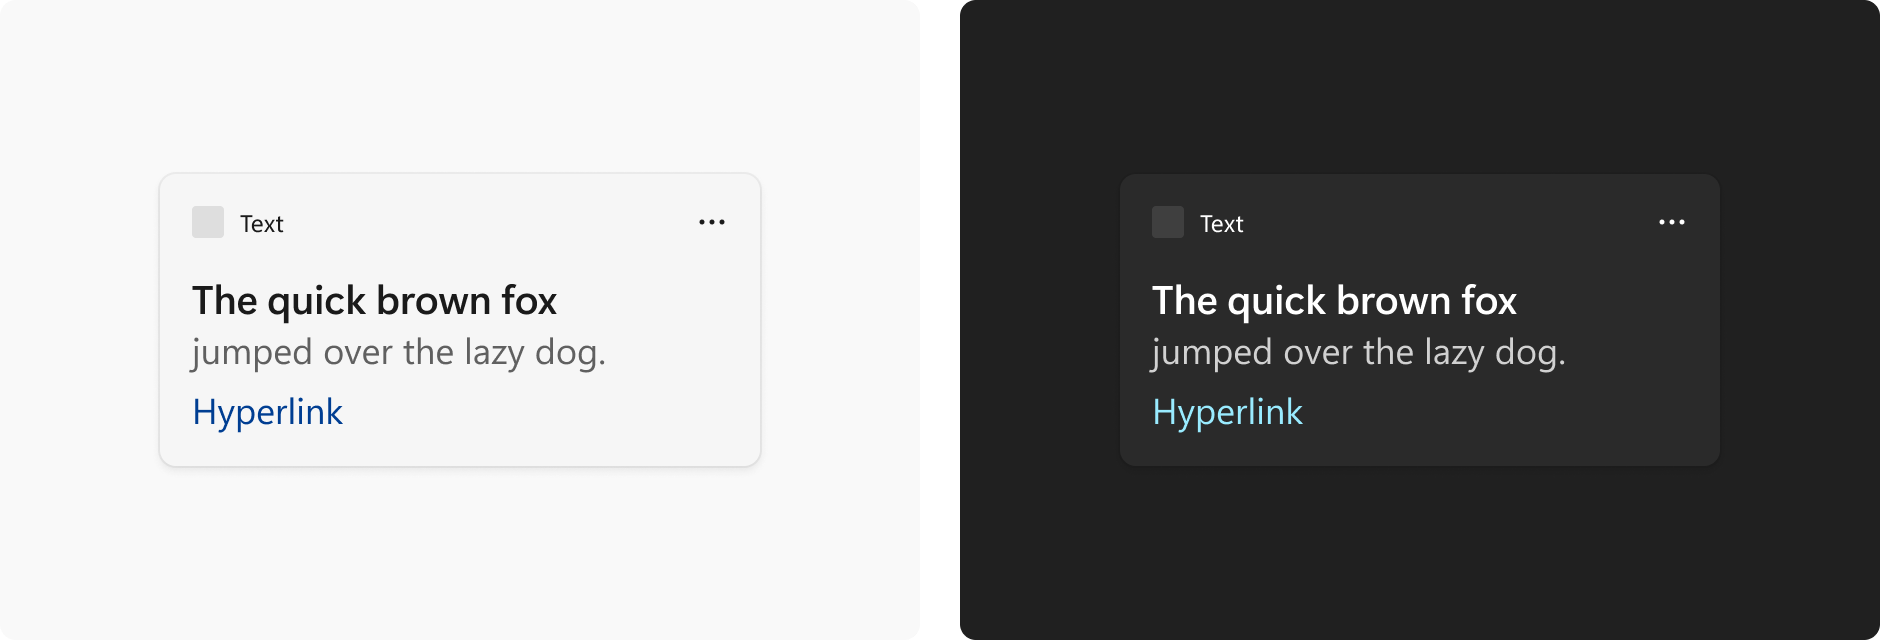 Text
The quick brown fox
jumped over the lazy dog.
Hyperlink
Text
The quick brown fox
jumped over the lazy dog.
Hyperlink